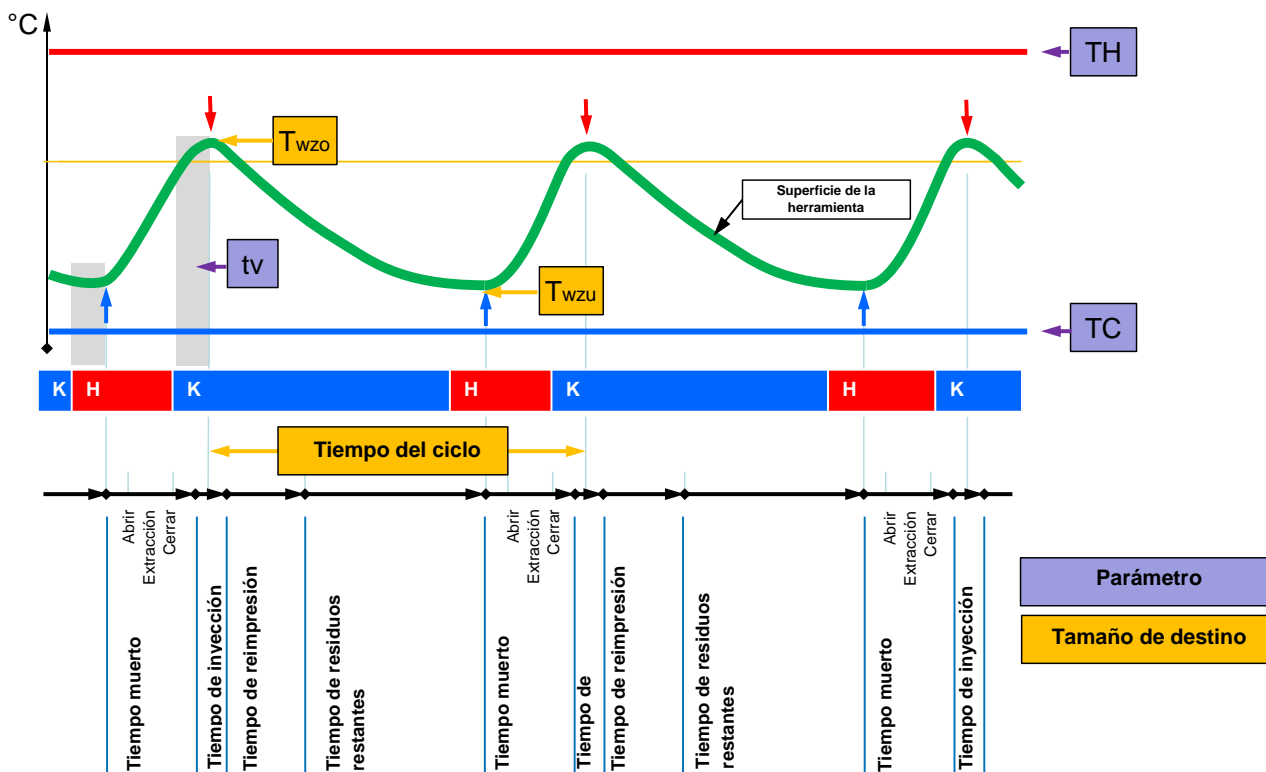 °C
TH
Twzo
Superficie de la
herramienta
tv
Twzu
TC
K H K H K H K
Tiempo del ciclo
Abrir
Extracción
Cerrar
Abrir
Extracción
Cerrar
Abrir
Extracción
Cerrar
Parámetro
Tamaño de destino
Tiempo muerto
Tiempo de inyección
Tiempo de reimpresión
Tiempo de residuos
restantes
Tiempo muerto
Tiempo de
Tiempo de reimpresión
Tiempo de residuos
restantes
Tiempo muerto
Tiempo de inyección